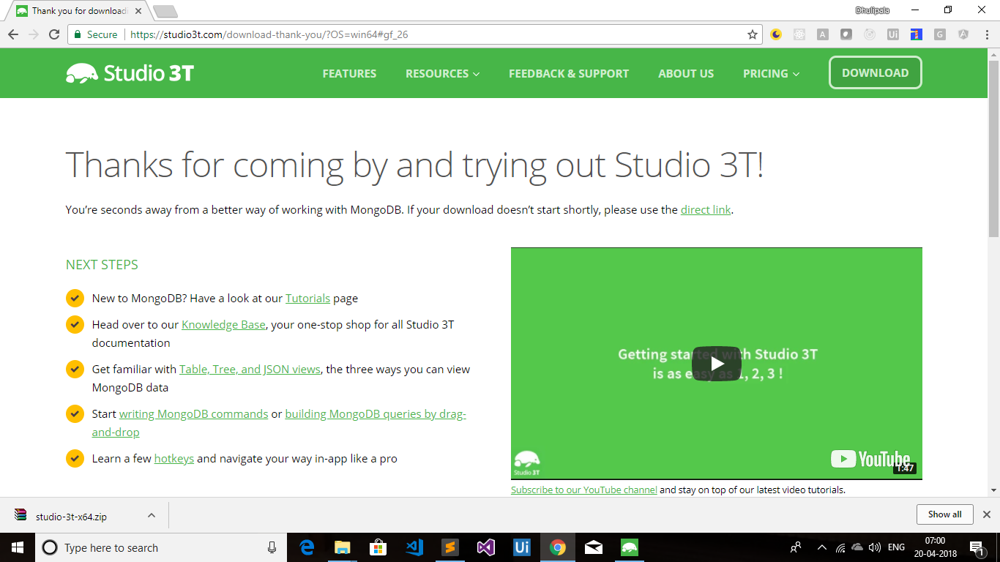 Thank you for downloadi
Dhulipala
Secure https://studio3t.com/download-thank-you/?OS=win64#gf_26
Studio 3T
FEATURES RESOURCES FEEDBACK & SUPPORT ABOUT US PRICING DOWNLOAD
Thanks for coming by and trying out Studio 3T!
You’re seconds away from a better way of working with MongoDB. If your download doesn’t start shortly, please use the direct link.
NEXT STEPS
New to MongoDB? Have a look at our Tutorials page
Head over to our Knowledge Base, your one-stop shop for all Studio 3T
documentation
Get familiar with Table, Tree, and JSON views, the three ways you can view
MongoDB data
Start writing MongoDB commands or building MongoDB queries by drag-
and-drop
Learn a few hotkeys and navigate your way in-app like a pro
Getting started with Studio 3T
is as easy as 1, 2, 3 !
Studio 3T
YouTube
1:47
Subscribe to our YouTube channel and stay on top of our latest video tutorials.
studio-3t-x64.zip
Show all
Type here to search
Ui
ENG
07:00
20-04-2018
1